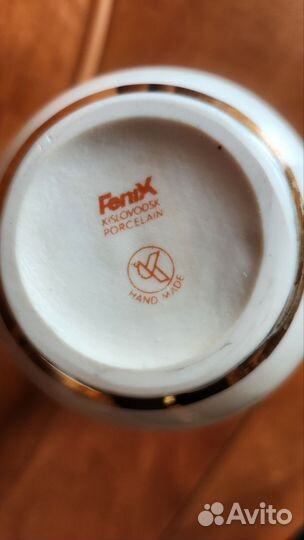 FeniX
KISLOVODSK
PORCELAIN
HAND MADE
Avito